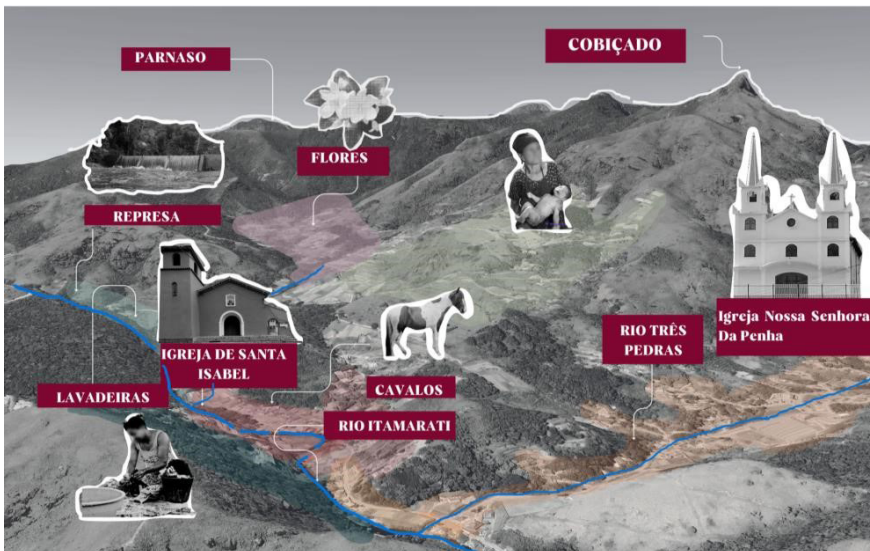 PARNASO
COBIÇADO
FLORES
REPRESA
IGREJA DE SANTA
ISABEL
Igreja Nossa Senhora
Da Penha
RIO TRÊS
PEDRAS
LAVADEIRAS
CAVALOS
RIO ITAMARATI